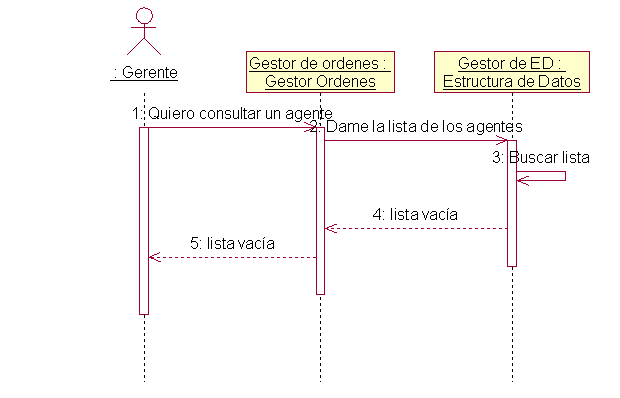 : Gerente
Gestor de ordenes :
Gestor Ordenes
Gestor de ED :
Estructura de Datos
1: Quiero consultar un agente
2: Dame la lista de los agentes
3: Buscar lista
4: lista vacía
5: lista vacía